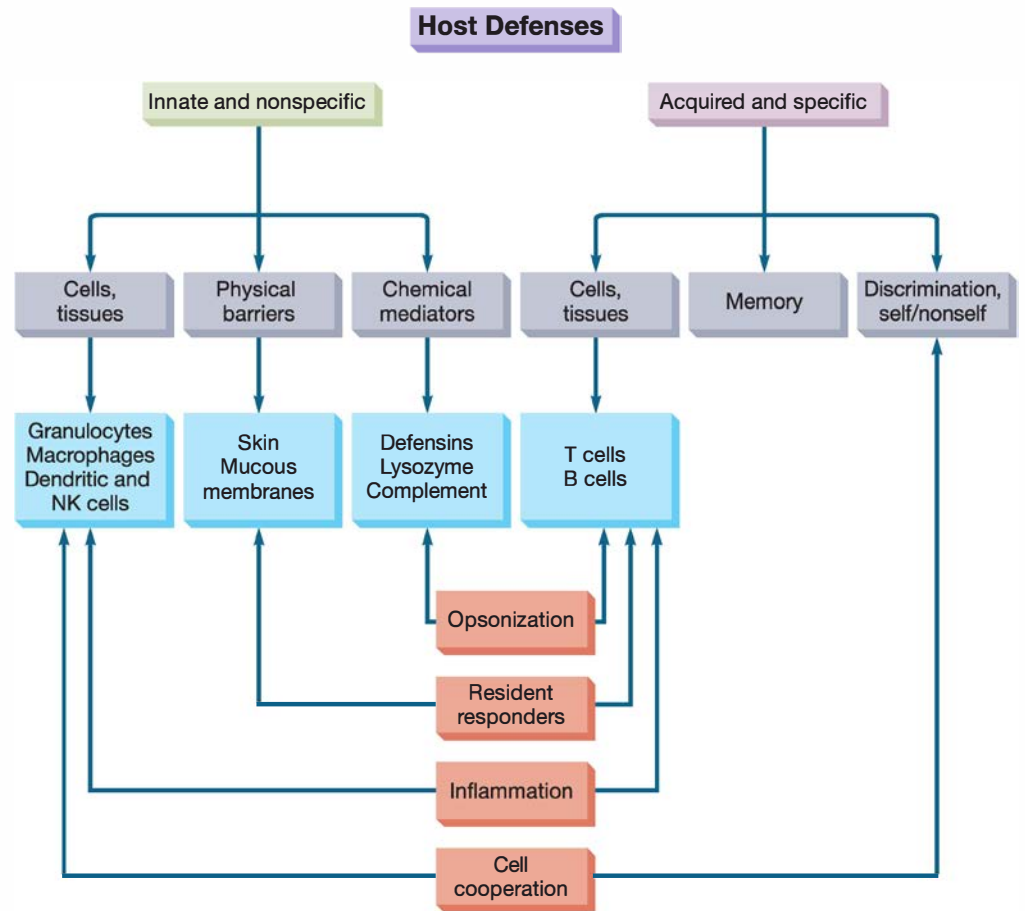 Host Defenses
Innate and nonspecific
Acquired and specific
Cells,
tissues
Physical
barriers
Chemical
mediators
Cells,
tissues
Memory
Discrimination,
self/nonself
Granulocytes
Macrophages
Dendritic and
NK cells
Skin
Mucous
membranes
Defensins
Lysozyme
Complement
T cells
B cells
Opsonization
Resident
responders
Inflammation
Cell
cooperation